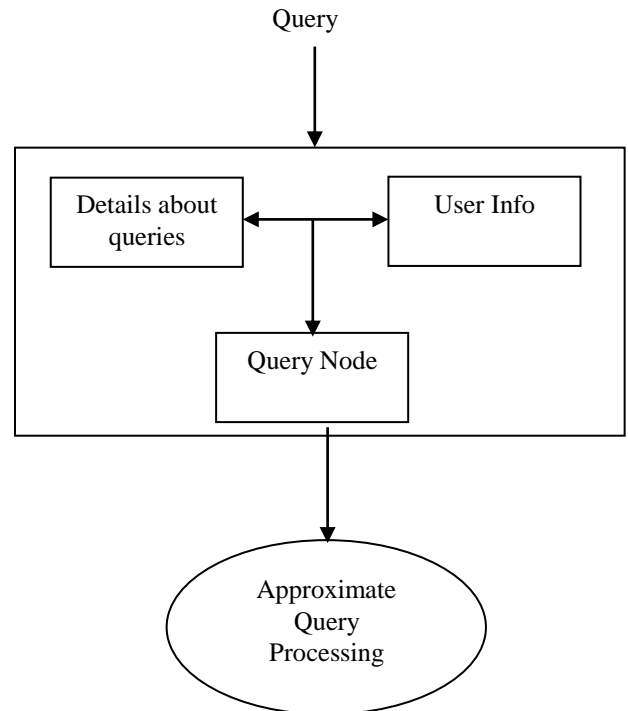 Query
Details about
queries
User Info
Query Node
Approximate
Query
Processing